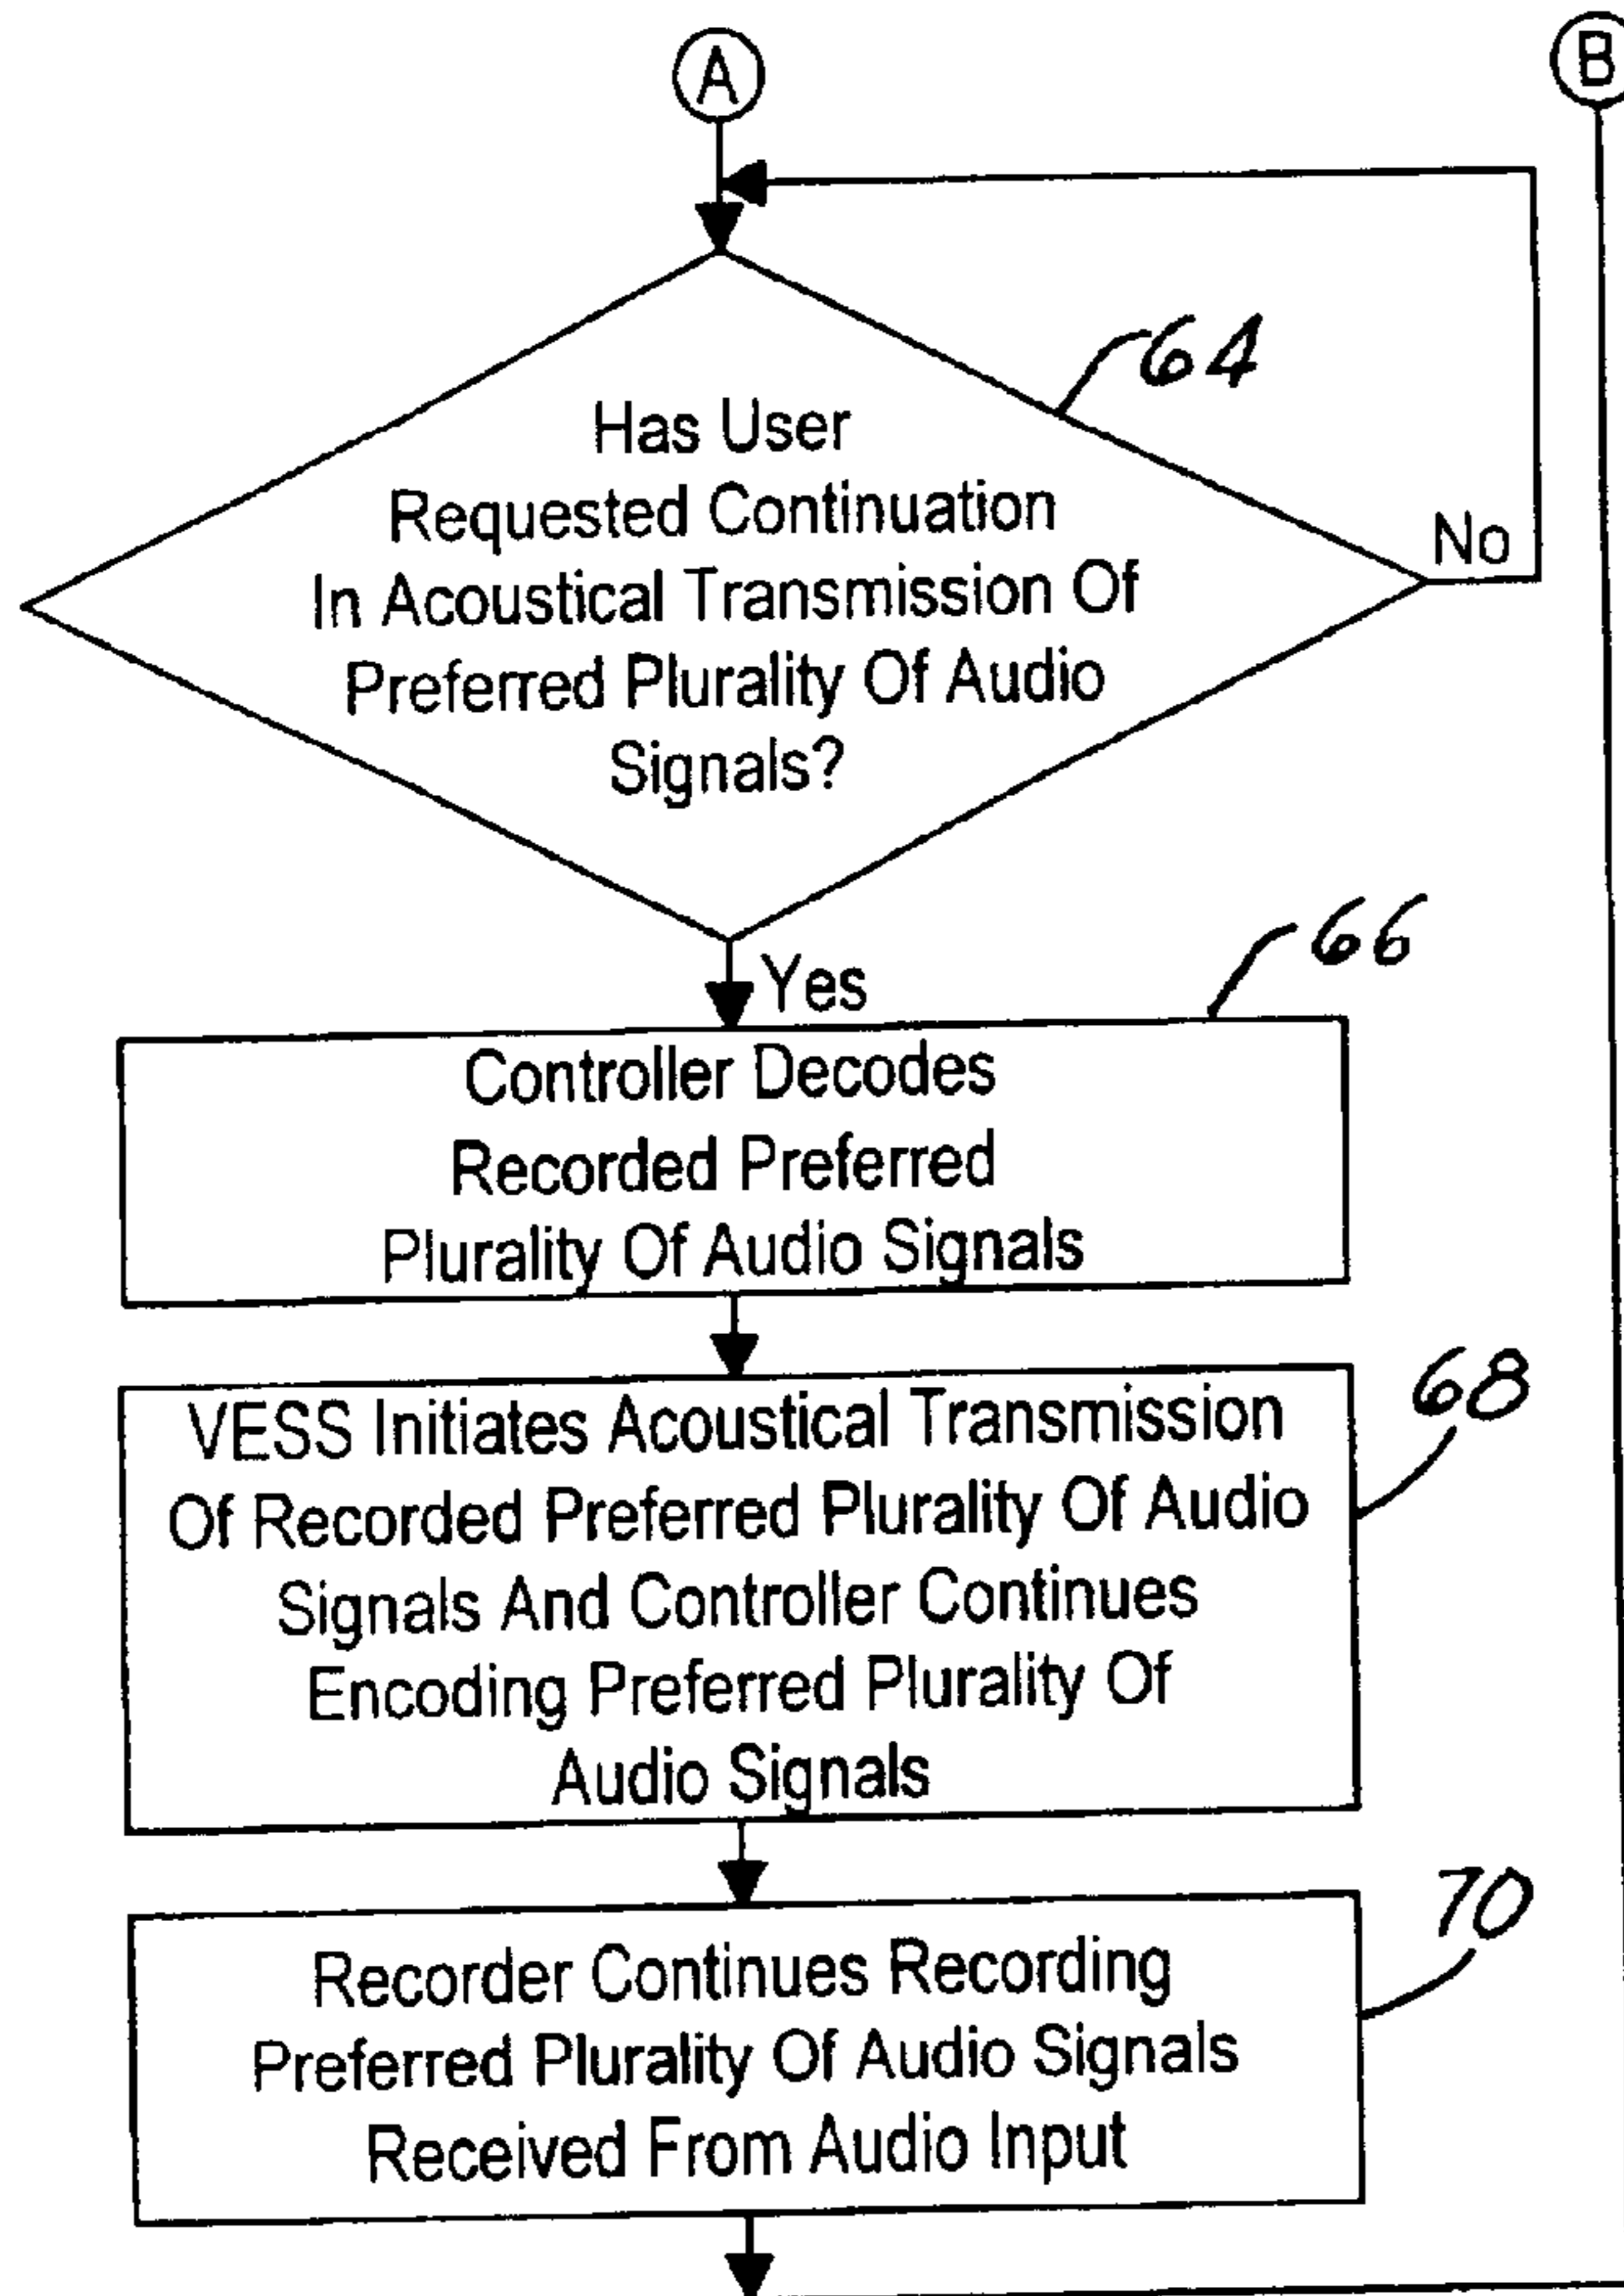 A
B
64
Has User
Requested Continuation
In Acoustical Transmission Of
Preferred Plurality Of Audio
Signals?
No
Yes
66
Controller Decodes
Recorded Preferred
Plurality Of Audio Signals
68
VESS Initiates Acoustical Transmission
Of Recorded Preferred Plurality Of Audio
Signals And Controller Continues
Encoding Preferred Plurality Of
Audio Signals
70
Recorder Continues Recording
Preferred Plurality Of Audio Signals
Received From Audio Input